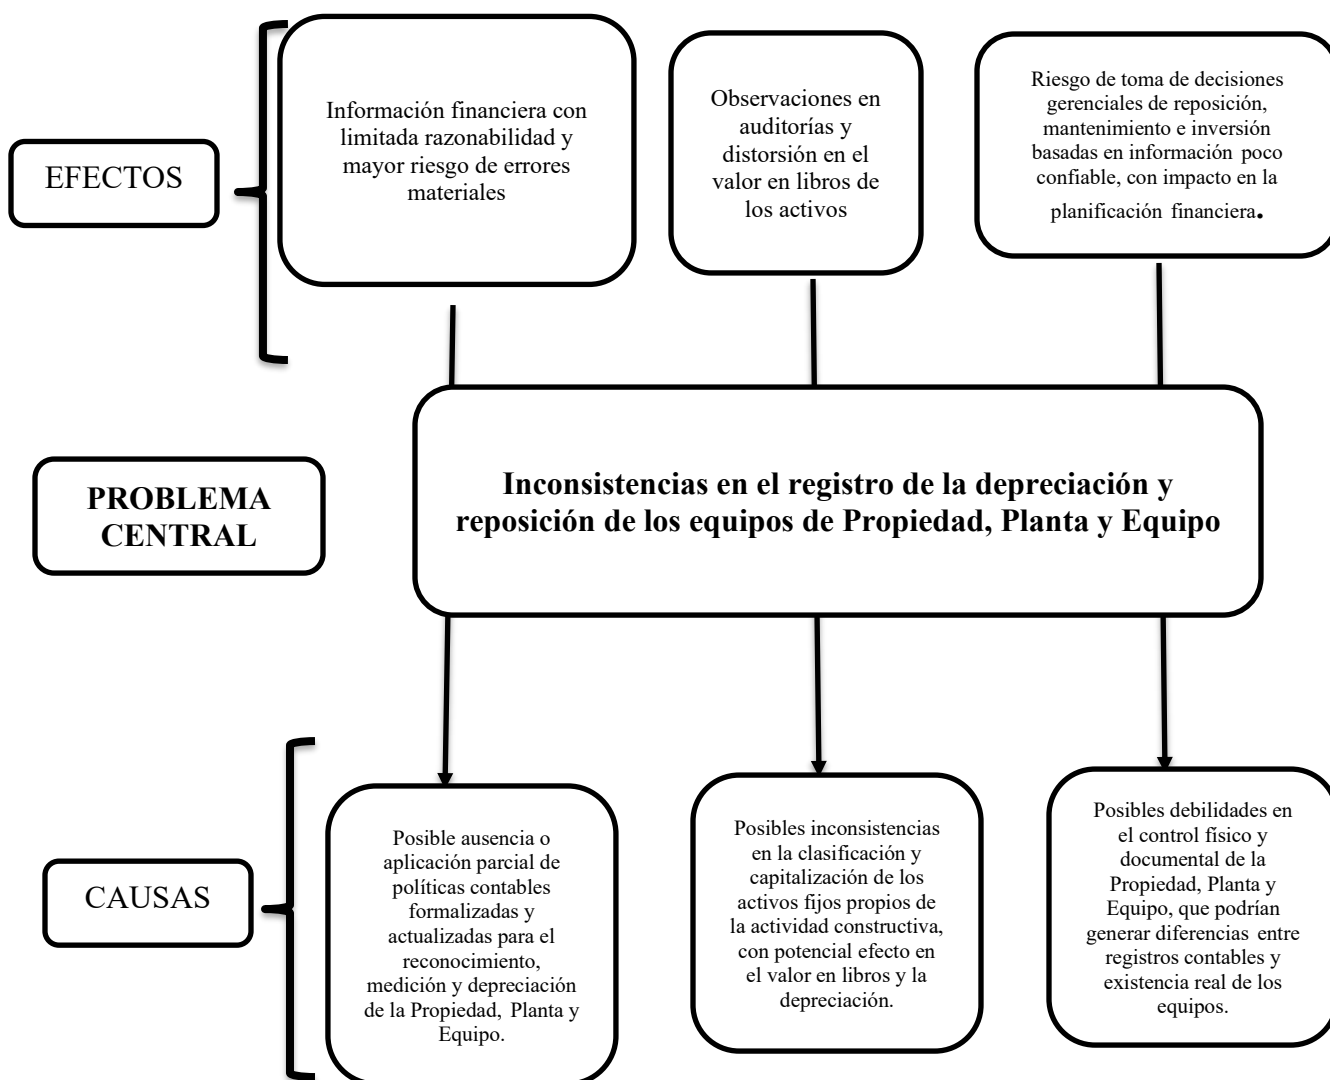 EFECTOS
Información financiera con
limitada razonabilidad y
mayor riesgo de errores
materiales
Observaciones en
auditorías y
distorsión en el
valor en libros de
los activos
Riesgo de toma de decisiones
gerenciales de reposición,
mantenimiento e inversión
basadas en información poco
confiable, con impacto en la
planificación financiera.
PROBLEMA
CENTRAL
Inconsistencias en el registro de la depreciación y
reposición de los equipos de Propiedad, Planta y Equipo
CAUSAS
Posible ausencia o
aplicación parcial de
políticas contables
formalizadas y
actualizadas para el
reconocimiento,
medición y depreciación
de la Propiedad, Planta y
Equipo.
Posibles inconsistencias
en la clasificación y
capitalización de los
activos fijos propios de
la actividad constructiva,
con potencial efecto en
el valor en libros y la
depreciación.
Posibles debilidades en
el control físico y
documental de la
Propiedad, Planta y
Equipo, que podrían
generar diferencias entre
registros contables y
existencia real de los
equipos.